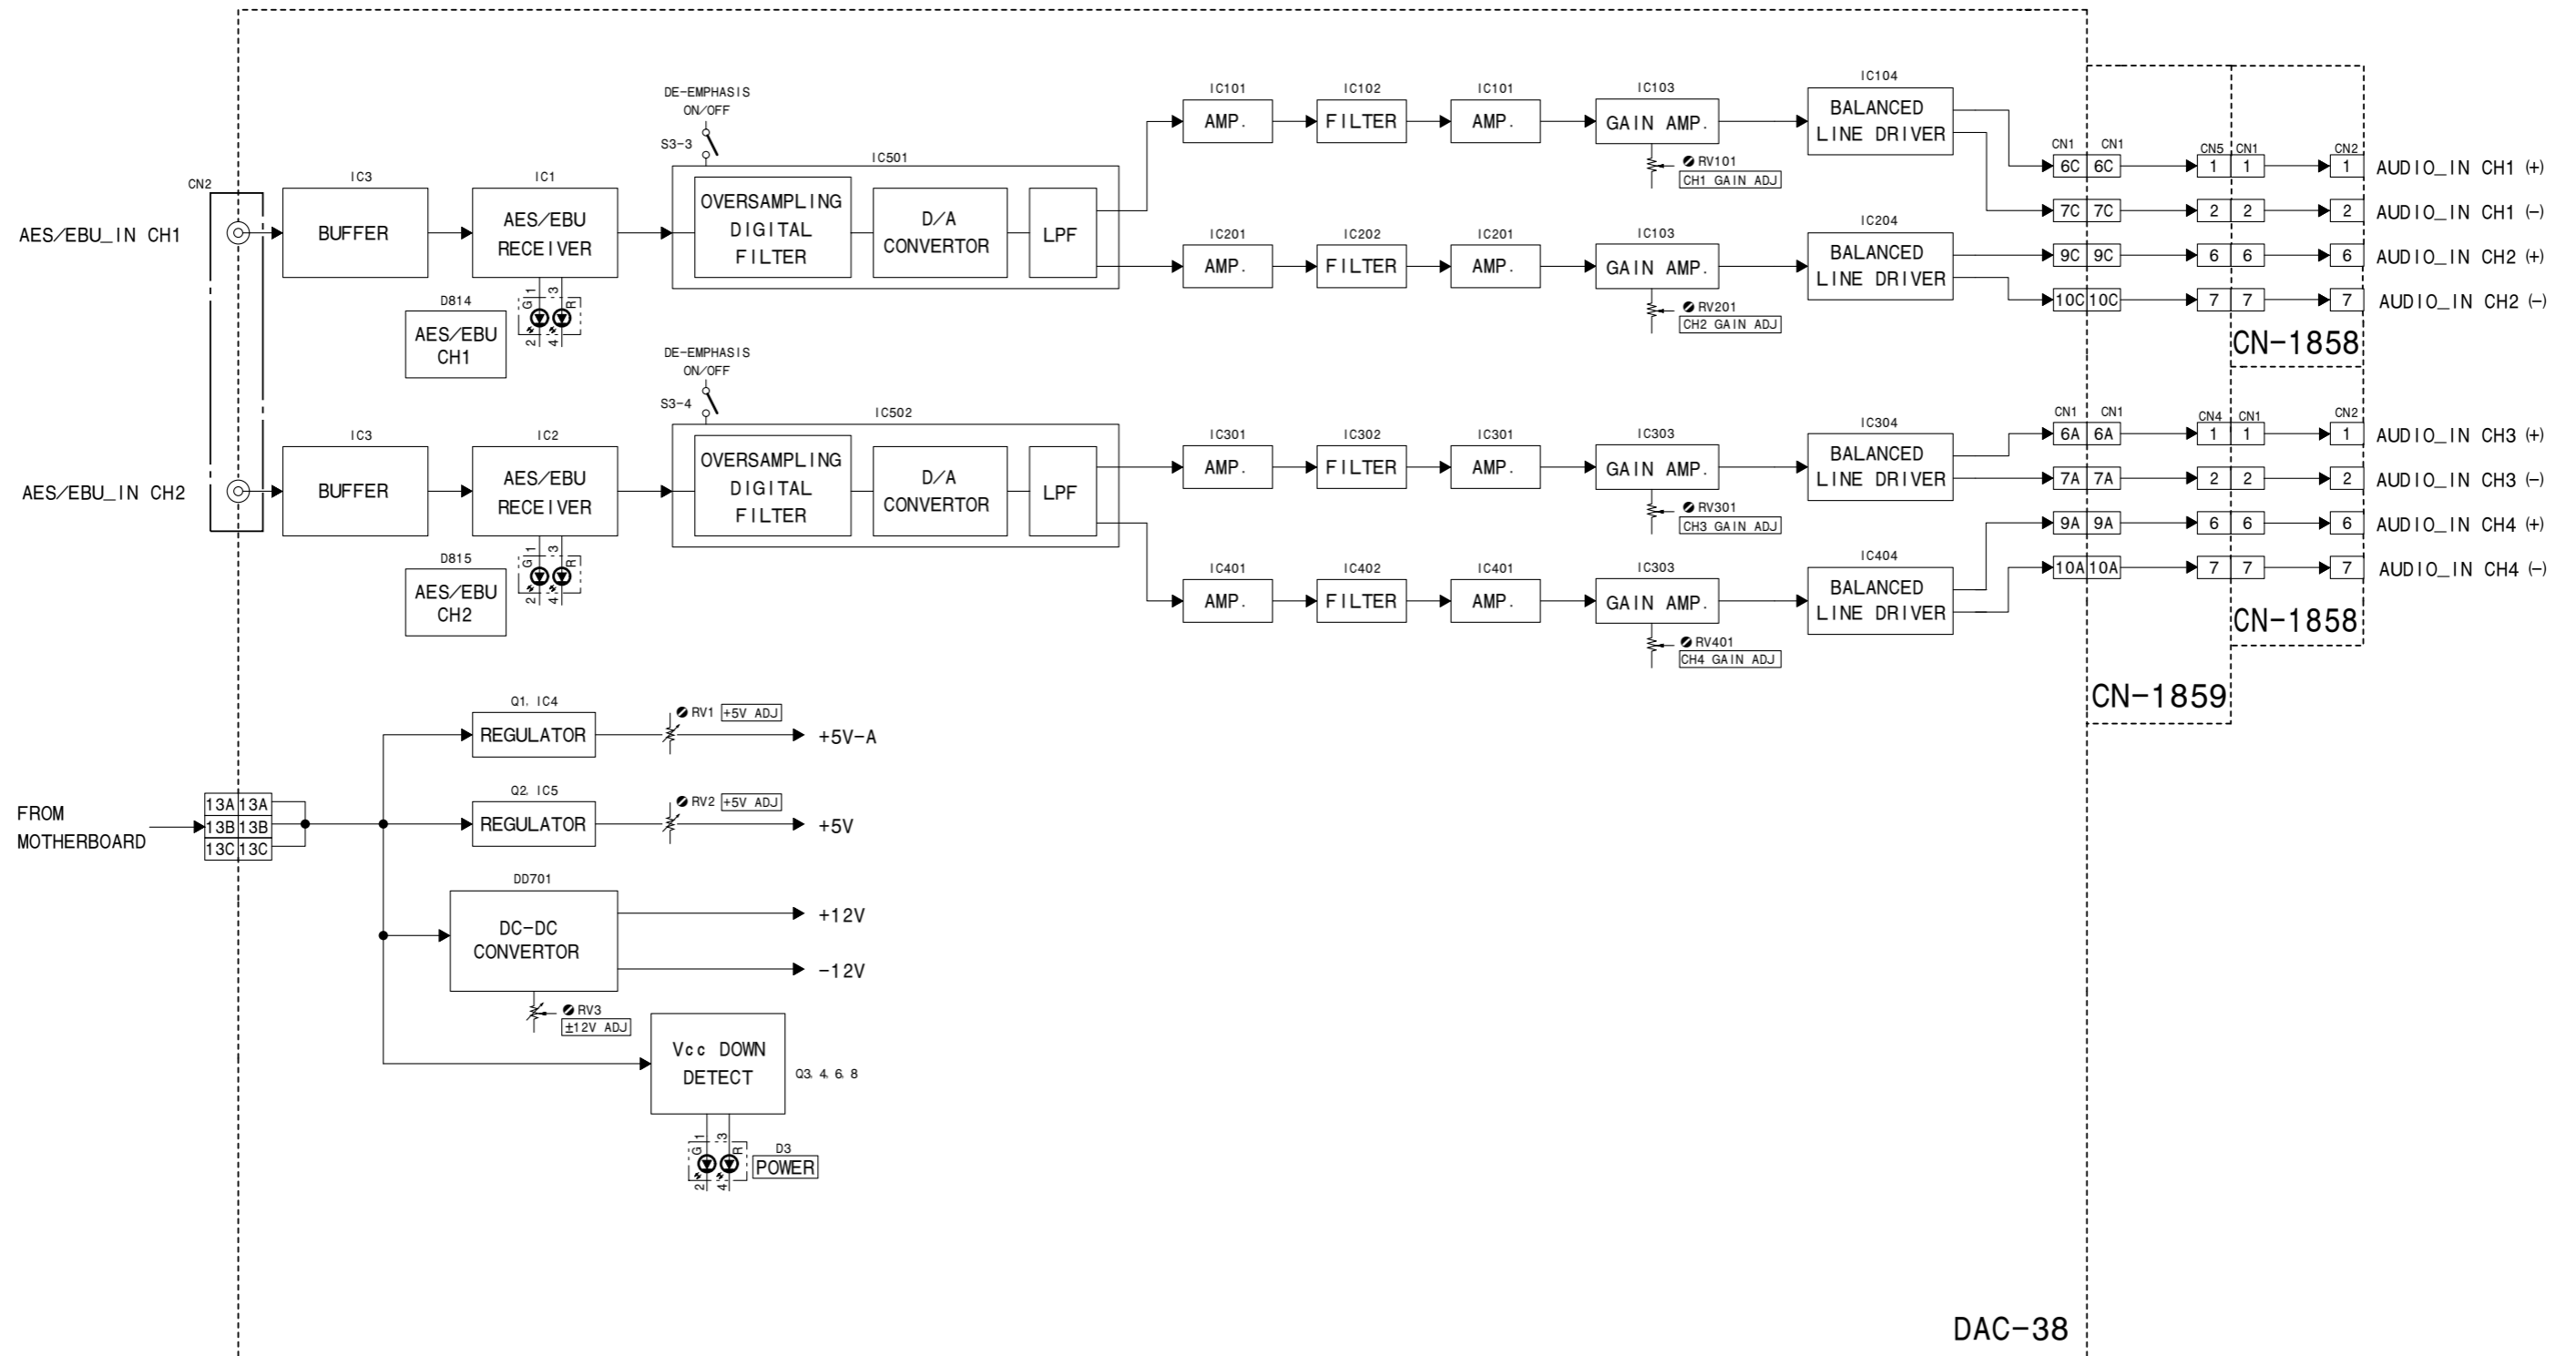 DE-EMPHASIS
ON/OFF
S3-3
IC501
CN2
IC3
IC1
AES/EBU_IN CH1
BUFFER
AES/EBU
RECEIVER
OVERSAMPLING
DIGITAL
FILTER
D/A
CONVERTOR
LPF
D814
AES/EBU
CH1
G 1
3
R
2
4
IC101
AMP.
IC102
FILTER
IC101
AMP.
IC103
GAIN AMP.
RV101
CH1 GAIN ADJ
IC104
BALANCED
LINE DRIVER
IC201
AMP.
IC202
FILTER
IC201
AMP.
IC103
GAIN AMP.
RV201
CH2 GAIN ADJ
IC204
BALANCED
LINE DRIVER
CN1 CN1 CN5 CN1 CN2
6C 6C 1 1 1 AUDIO_IN CH1 (+)
7C 7C 2 2 2 AUDIO_IN CH1 (-)
9C 9C 6 6 6 AUDIO_IN CH2 (+)
10C 10C 7 7 7 AUDIO_IN CH2 (-)
CN-1858
DE-EMPHASIS
ON/OFF
S3-4
IC502
IC3
IC2
AES/EBU_IN CH2
BUFFER
AES/EBU
RECEIVER
OVERSAMPLING
DIGITAL
FILTER
D/A
CONVERTOR
LPF
D815
AES/EBU
CH2
G 1
3
R
2
4
IC301
AMP.
IC302
FILTER
IC301
AMP.
IC303
GAIN AMP.
RV301
CH3 GAIN ADJ
IC304
BALANCED
LINE DRIVER
IC401
AMP.
IC402
FILTER
IC401
AMP.
IC303
GAIN AMP.
RV401
CH4 GAIN ADJ
IC404
BALANCED
LINE DRIVER
CN1 CN1 CN4 CN1 CN2
6A 6A 1 1 1 AUDIO_IN CH3 (+)
7A 7A 2 2 2 AUDIO_IN CH3 (-)
9A 9A 6 6 6 AUDIO_IN CH4 (+)
10A 10A 7 7 7 AUDIO_IN CH4 (-)
CN-1858
CN-1859
Q1, IC4
REGULATOR
RV1 +5V ADJ
+5V-A
FROM
MOTHERBOARD
13A 13A
13B 13B
13C 13C
Q2, IC5
REGULATOR
RV2 +5V ADJ
+5V
DD701
DC-DC
CONVERTOR
+12V
-12V
RV3
±12V ADJ
Vcc DOWN
DETECT
Q3, 4, 6, 8
G 1
3
R
2
4
D3
POWER
DAC-38